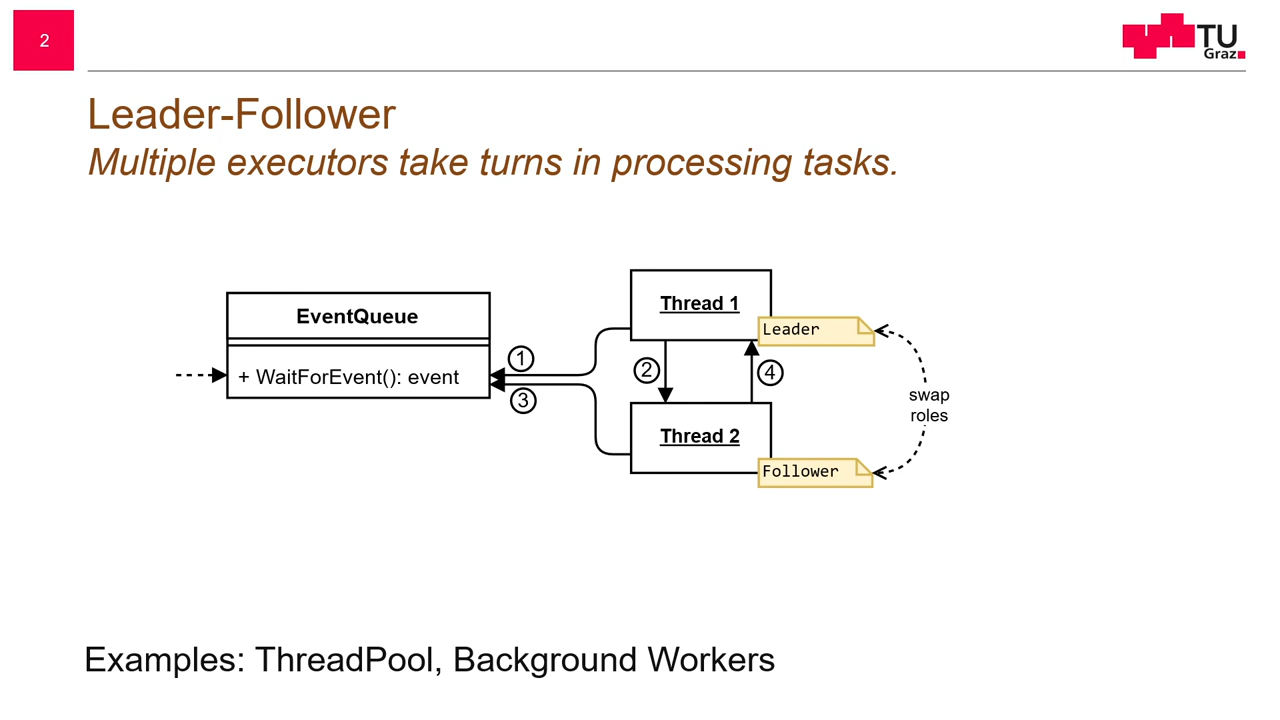 2
TU
Graz
Leader-Follower
Multiple executors take turns in processing tasks.
EventQueue
+ WaitForEvent(): event
1
3
Thread 1
Leader
2
4
swap
roles
Thread 2
Follower
Examples: ThreadPool, Background Workers